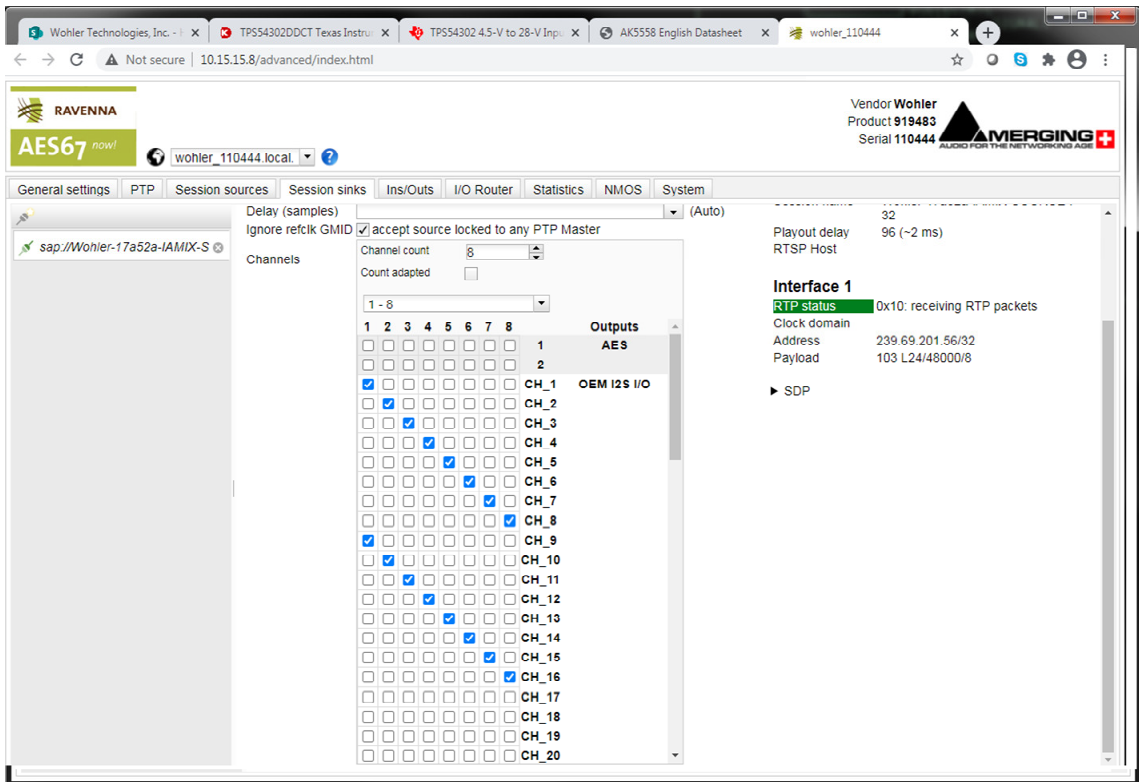 Wohler Technologies, Inc. -
TPS54302DDCT Texas Instru
TPS54302 4.5-V to 28-V Inpu
AK5558 English Datasheet
wohler_110444
Not secure | 10.15.15.8/advanced/index.html
RAVENNA
AES67 now!
wohler_110444.local.
Vendor Wohler
Product 919483
Serial 110444
MERGING
AUDIO FOR THE NETWORKING AGE
General settings PTP Session sources Session sinks Ins/Outs I/O Router Statistics NMOS System
sap://Wohler-17a52a-IAMIX-S
Delay (samples) (Auto)
Ignore refclk GMID accept source locked to any PTP Master
Channels
Channel count 8
Count adapted
1 - 8
1 2 3 4 5 6 7 8 Outputs
1 AES
2
CH_1 OEM I2S I/O
CH_2
CH_3
CH_4
CH_5
CH_6
CH_7
CH_8
CH_9
CH_10
CH_11
CH_12
CH_13
CH_14
CH_15
CH_16
CH_17
CH_18
CH_19
CH_20
32
Playout delay 96 (~2 ms)
RTSP Host
Interface 1
RTP status 0x10: receiving RTP packets
Clock domain
Address 239.69.201.56/32
Payload 103 L24/48000/8
SDP